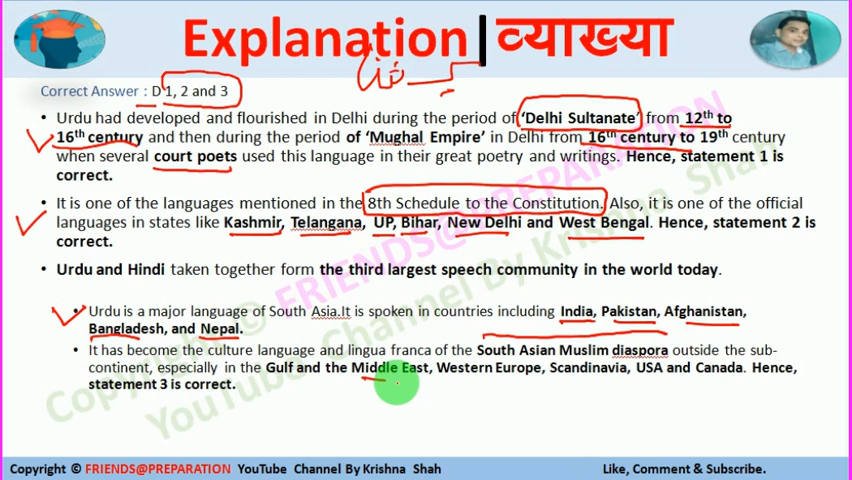 Explanation|व्याख्या
Correct Answer : D 1, 2 and 3
• Urdu had developed and flourished in Delhi during the period of ‘Delhi Sultanate’ from 12th to
16th century and then during the period of ‘Mughal Empire’ in Delhi from 16th century to 19th century
when several court poets used this language in their great poetry and writings. Hence, statement 1 is
correct.
• It is one of the languages mentioned in the 8th Schedule to the Constitution. Also, it is one of the official
languages in states like Kashmir, Telangana, UP, Bihar, New Delhi and West Bengal. Hence, statement 2 is
correct.
• Urdu and Hindi taken together form the third largest speech community in the world today.
• Urdu is a major language of South Asia.It is spoken in countries including India, Pakistan, Afghanistan,
Bangladesh, and Nepal.
• It has become the culture language and lingua franca of the South Asian Muslim diaspora outside the sub-
continent, especially in the Gulf and the Middle East, Western Europe, Scandinavia, USA and Canada. Hence,
statement 3 is correct.
Copyright © FRIENDS@PREPARATION
YouTube Channel By Krishna Shah
Copyright © FRIENDS@PREPARATION YouTube Channel By Krishna Shah
Like, Comment & Subscribe.